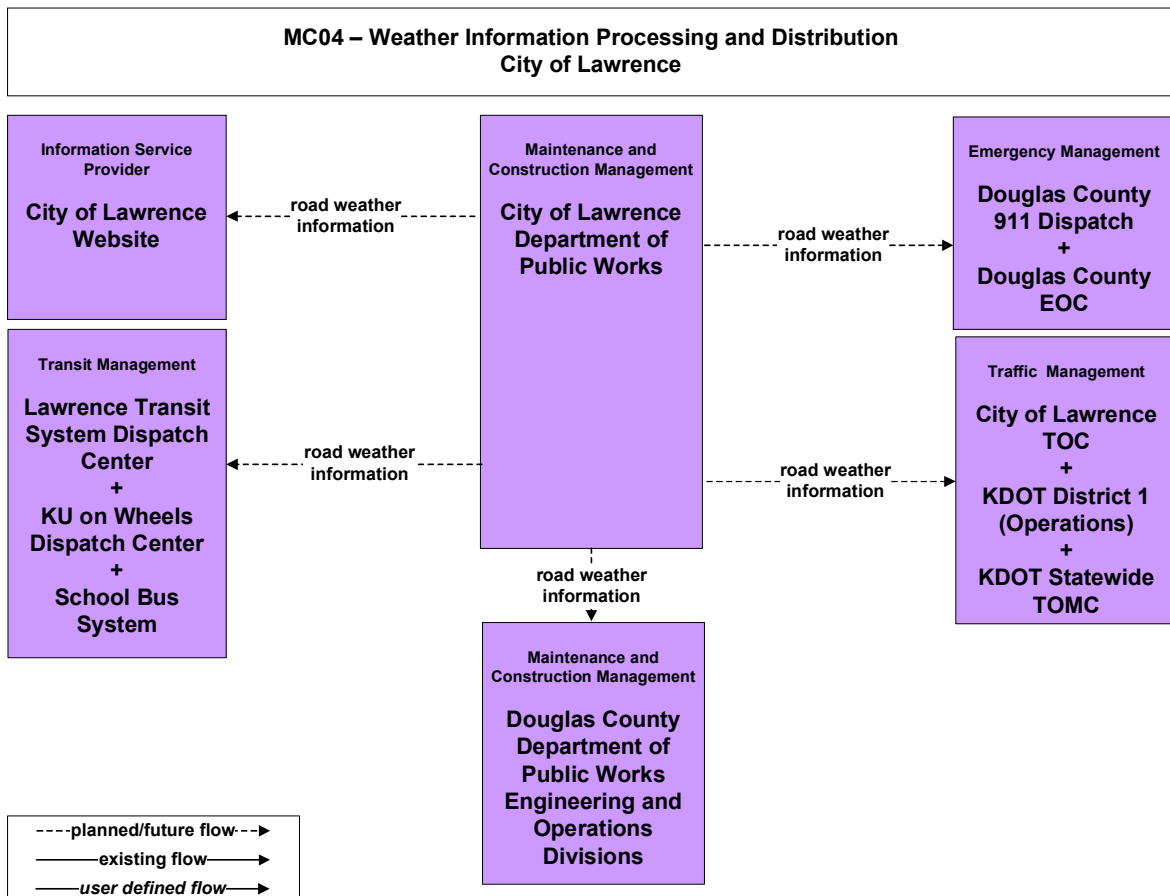 MC04 – Weather Information Processing and Distribution
City of Lawrence
Information Service
Provider
City of Lawrence
Website
road weather
information
Maintenance and
Construction Management
City of Lawrence
Department of
Public Works
road weather
information
Emergency Management
Douglas County
911 Dispatch
+
Douglas County
EOC
Transit Management
Lawrence Transit
System Dispatch
Center
+
KU on Wheels
Dispatch Center
+
School Bus
System
road weather
information
road weather
information
Traffic Management
City of Lawrence
TOC
+
KDOT District 1
(Operations)
+
KDOT Statewide
TOMC
road weather
information
Maintenance and
Construction Management
Douglas County
Department of
Public Works
Engineering and
Operations
Divisions
planned/future flow
existing flow
user defined flow